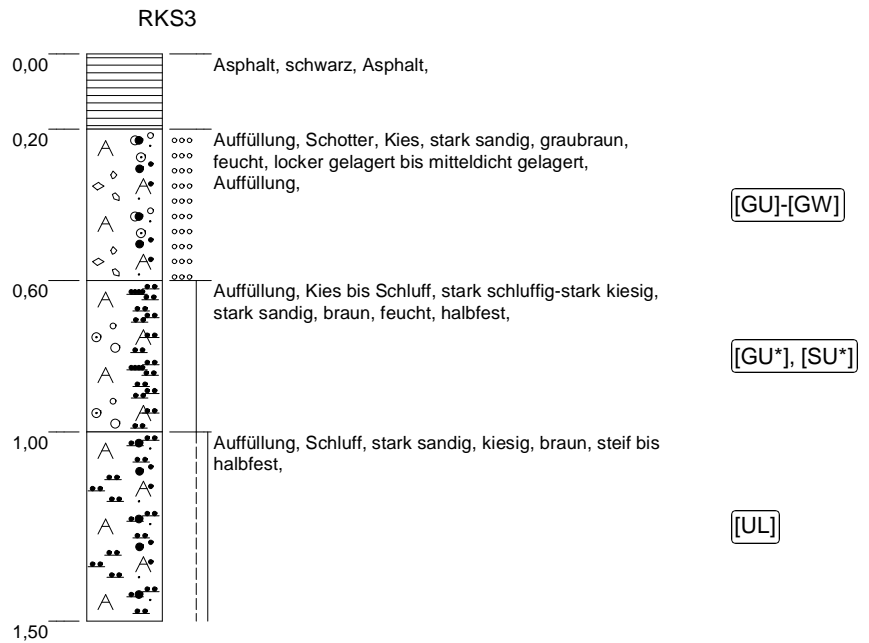 RKS3
0,00
Asphalt, schwarz, Asphalt,
0,20
Auffüllung, Schotter, Kies, stark sandig, graubraun,
feucht, locker gelagert bis mitteldicht gelagert,
Auffüllung,
[GU]-[GW]
0,60
Auffüllung, Kies bis Schluff, stark schluffig-stark kiesig,
stark sandig, braun, feucht, halbfest,
[GU*], [SU*]
1,00
Auffüllung, Schluff, stark sandig, kiesig, braun, steif bis
halbfest,
[UL]
1,50